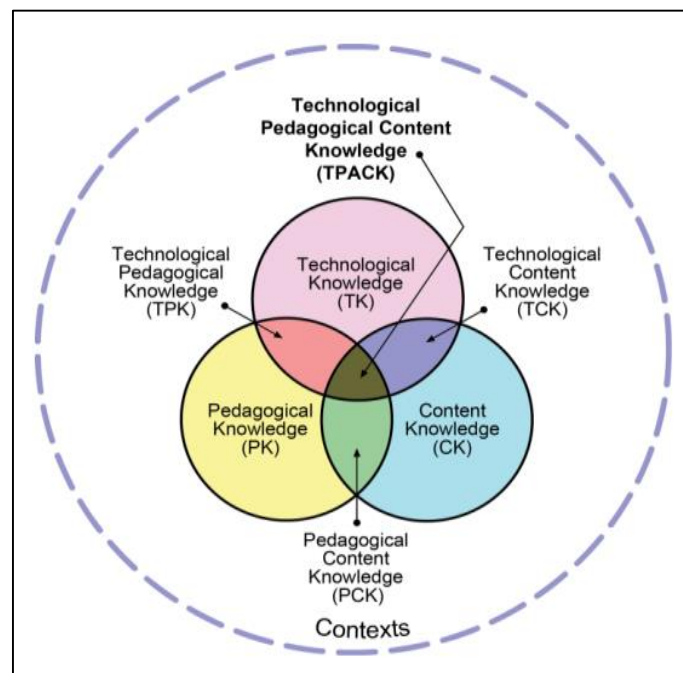 Technological
Pedagogical Content
Knowledge
(TPACK)
Technological
Pedagogical
Knowledge
(TPK)
Technological
Knowledge
(TK)
Technological
Content
Knowledge
(TCK)
Pedagogical
Knowledge
(PK)
Content
Knowledge
(CK)
Pedagogical
Content
Knowledge
(PCK)
Contexts